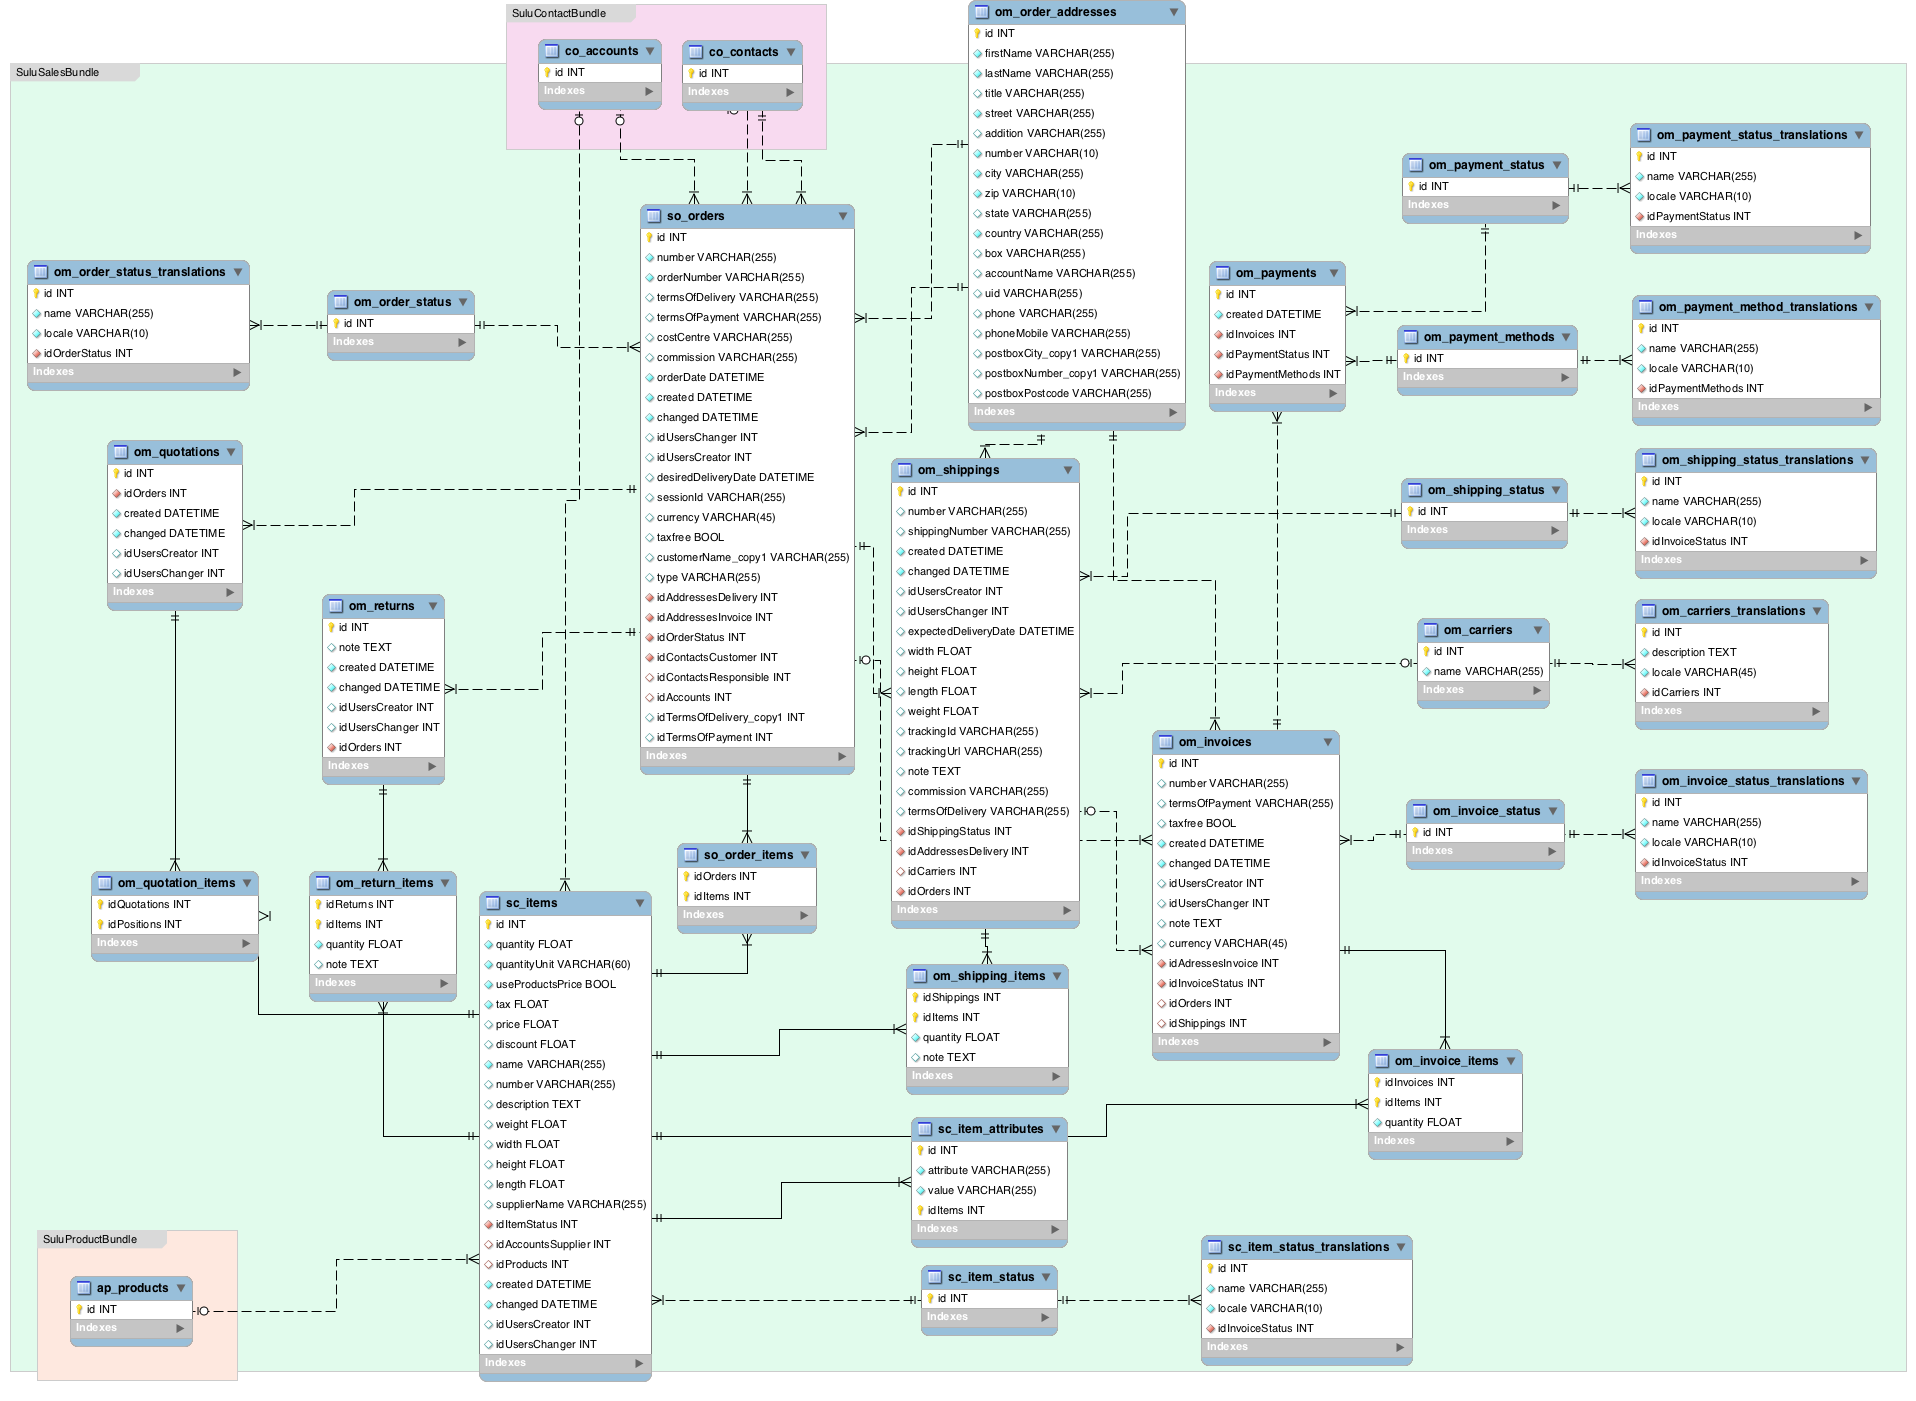 SuluContactBundle
co_accounts
id INT
Indexes
co_contacts
id INT
Indexes
SuluSalesBundle
om_order_addresses
id INT
firstName VARCHAR(255)
lastName VARCHAR(255)
title VARCHAR(255)
street VARCHAR(255)
addition VARCHAR(255)
number VARCHAR(10)
city VARCHAR(255)
zip VARCHAR(10)
state VARCHAR(255)
country VARCHAR(255)
box VARCHAR(255)
accountName VARCHAR(255)
uid VARCHAR(255)
phone VARCHAR(255)
phoneMobile VARCHAR(255)
postboxCity_copy1 VARCHAR(255)
postboxNumber_copy1 VARCHAR(255)
postboxPostcode VARCHAR(255)
Indexes
om_payment_status_translations
id INT
name VARCHAR(255)
locale VARCHAR(10)
idPaymentStatus INT
Indexes
om_payment_status
id INT
Indexes
so_orders
id INT
number VARCHAR(255)
orderNumber VARCHAR(255)
termsOfDelivery VARCHAR(255)
termsOfPayment VARCHAR(255)
costCentre VARCHAR(255)
commission VARCHAR(255)
orderDate DATETIME
created DATETIME
changed DATETIME
idUsersChanger INT
idUsersCreator INT
desiredDeliveryDate DATETIME
sessionId VARCHAR(255)
currency VARCHAR(45)
taxfree BOOL
customerName_copy1 VARCHAR(255)
type VARCHAR(255)
idAddressesDelivery INT
idAddressesInvoice INT
idOrderStatus INT
idContactsCustomer INT
idContactsResponsible INT
idAccounts INT
idTermsOfDelivery_copy1 INT
idTermsOfPayment INT
Indexes
om_order_status_translations
id INT
name VARCHAR(255)
locale VARCHAR(10)
idOrderStatus INT
Indexes
om_order_status
id INT
Indexes
om_payments
id INT
created DATETIME
idInvoices INT
idPaymentStatus INT
idPaymentMethods INT
Indexes
om_payment_methods
id INT
Indexes
om_payment_method_translations
id INT
name VARCHAR(255)
locale VARCHAR(10)
idPaymentMethods INT
Indexes
om_quotations
id INT
idOrders INT
created DATETIME
changed DATETIME
idUsersCreator INT
idUsersChanger INT
Indexes
om_shippings
id INT
number VARCHAR(255)
shippingNumber VARCHAR(255)
created DATETIME
changed DATETIME
idUsersCreator INT
idUsersChanger INT
expectedDeliveryDate DATETIME
width FLOAT
height FLOAT
length FLOAT
weight FLOAT
trackingId VARCHAR(255)
trackingUrl VARCHAR(255)
note TEXT
commission VARCHAR(255)
termsOfDelivery VARCHAR(255)
idShippingStatus INT
idAddressesDelivery INT
idCarriers INT
idOrders INT
Indexes
om_shipping_status
id INT
Indexes
om_shipping_status_translations
id INT
name VARCHAR(255)
locale VARCHAR(10)
idInvoiceStatus INT
Indexes
om_returns
id INT
note TEXT
created DATETIME
changed DATETIME
idUsersCreator INT
idUsersChanger INT
idOrders INT
Indexes
om_carriers
id INT
name VARCHAR(255)
Indexes
om_carriers_translations
id INT
description TEXT
locale VARCHAR(45)
idCarriers INT
Indexes
om_invoices
id INT
number VARCHAR(255)
termsOfPayment VARCHAR(255)
taxfree BOOL
created DATETIME
changed DATETIME
idUsersCreator INT
idUsersChanger INT
note TEXT
currency VARCHAR(45)
idAdressesInvoice INT
idInvoiceStatus INT
idOrders INT
idShippings INT
Indexes
om_invoice_status
id INT
Indexes
om_invoice_status_translations
id INT
name VARCHAR(255)
locale VARCHAR(10)
idInvoiceStatus INT
Indexes
om_quotation_items
idQuotations INT
idPositions INT
Indexes
om_return_items
idReturns INT
idItems INT
quantity FLOAT
note TEXT
Indexes
sc_items
id INT
quantity FLOAT
quantityUnit VARCHAR(60)
useProductsPrice BOOL
tax FLOAT
price FLOAT
discount FLOAT
name VARCHAR(255)
number VARCHAR(255)
description TEXT
weight FLOAT
width FLOAT
height FLOAT
length FLOAT
supplierName VARCHAR(255)
idItemStatus INT
idAccountsSupplier INT
idProducts INT
created DATETIME
changed DATETIME
idUsersCreator INT
idUsersChanger INT
Indexes
so_order_items
idOrders INT
idItems INT
Indexes
om_shipping_items
idShippings INT
idItems INT
quantity FLOAT
note TEXT
Indexes
om_invoice_items
idInvoices INT
idItems INT
quantity FLOAT
Indexes
sc_item_attributes
id INT
attribute VARCHAR(255)
value VARCHAR(255)
idItems INT
Indexes
SuluProductBundle
ap_products
id INT
Indexes
sc_item_status
id INT
Indexes
sc_item_status_translations
id INT
name VARCHAR(255)
locale VARCHAR(10)
idInvoiceStatus INT
Indexes